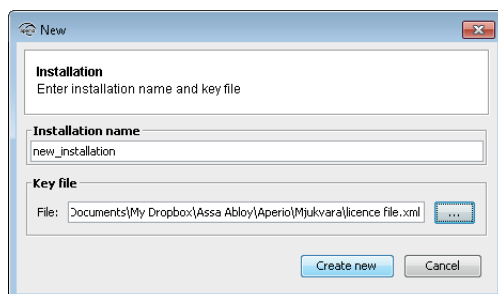 New
Installation
Enter installation name and key file
Installation name
new_installation
Key file
File: Documents\My Dropbox\Assa Abloy\Aperio\Mjukvara\licence file.xml ...
Create new Cancel